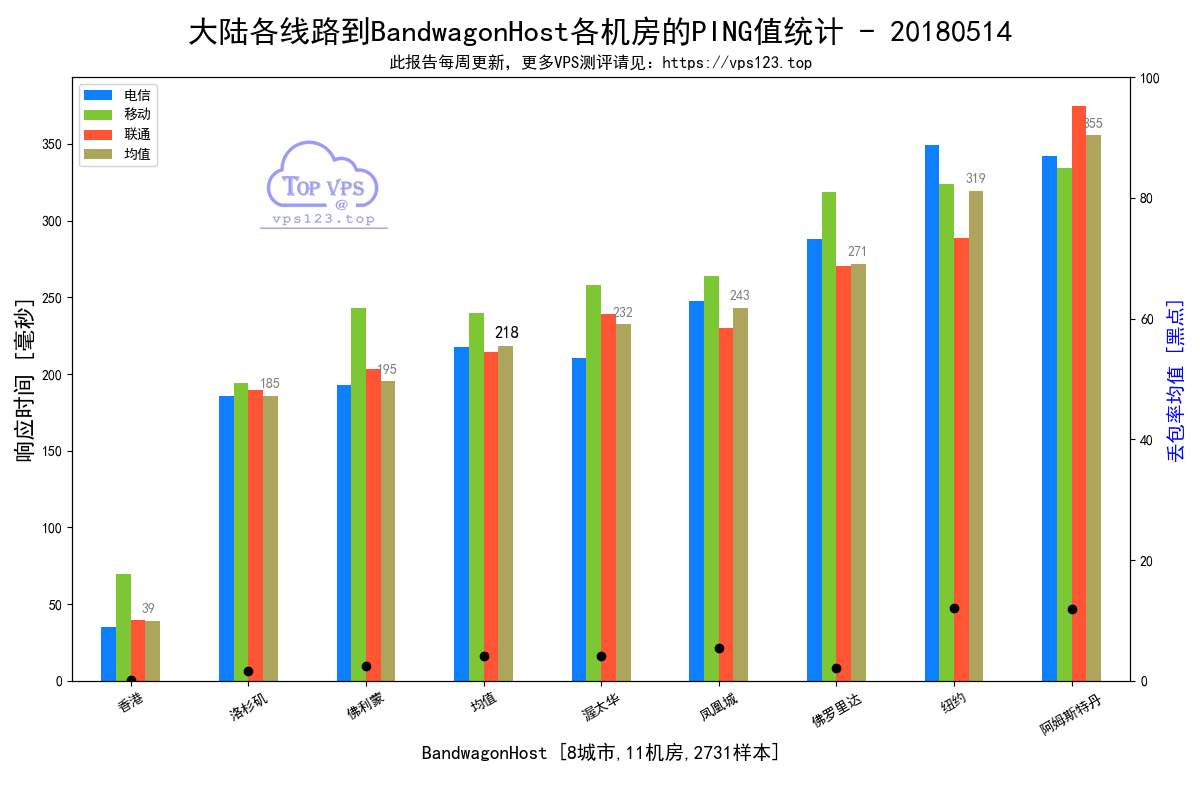 大陆各线路到BandwagonHost各机房的PING值统计 - 20180514
此报告每周更新，更多VPS测评请见：https://vps123.top
电信
移动
联通
均值
TOP VPS
@
vps123.top
响应时间 [毫秒]
350
300
250
200
150
100
50
0
39
185
195
218
232
243
271
319
355
100
80
60
40
20
0
丢包率均值 [黑点]
香港
洛杉矶
佛利蒙
均值
渥太华
凤凰城
佛罗里达
纽约
阿姆斯特丹
BandwagonHost [8城市,11机房,2731样本]